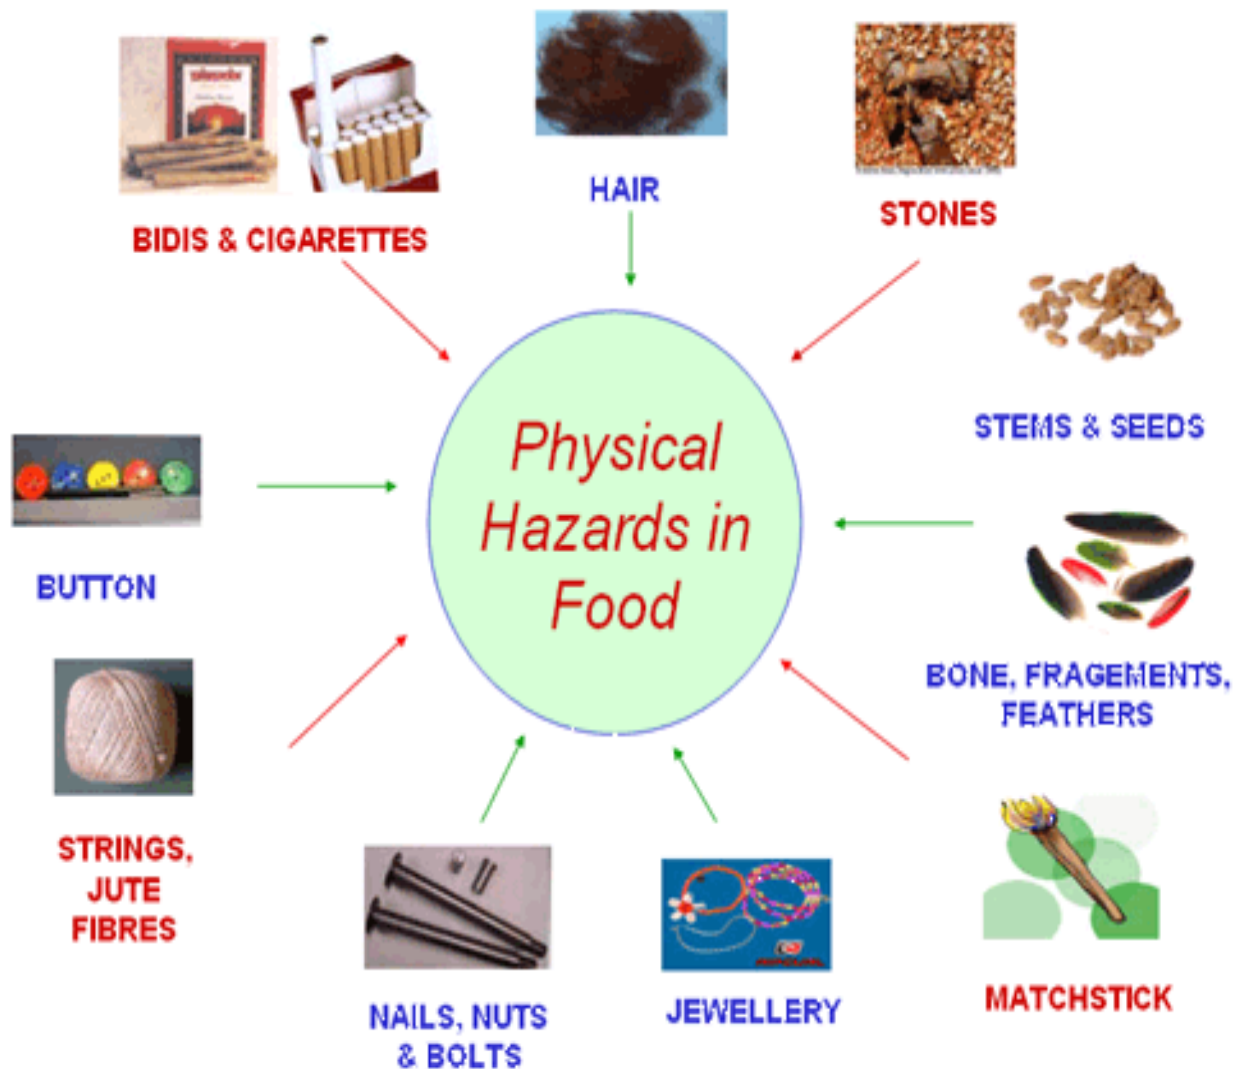 BIDIS & CIGARETTES
HAIR
STONES
STEMS & SEEDS
Physical
Hazards in
Food
BUTTON
BONE, FRAGEMENTS,
FEATHERS
STRINGS,
JUTE
FIBRES
NAILS, NUTS
& BOLTS
JEWELLERY
MATCHSTICK